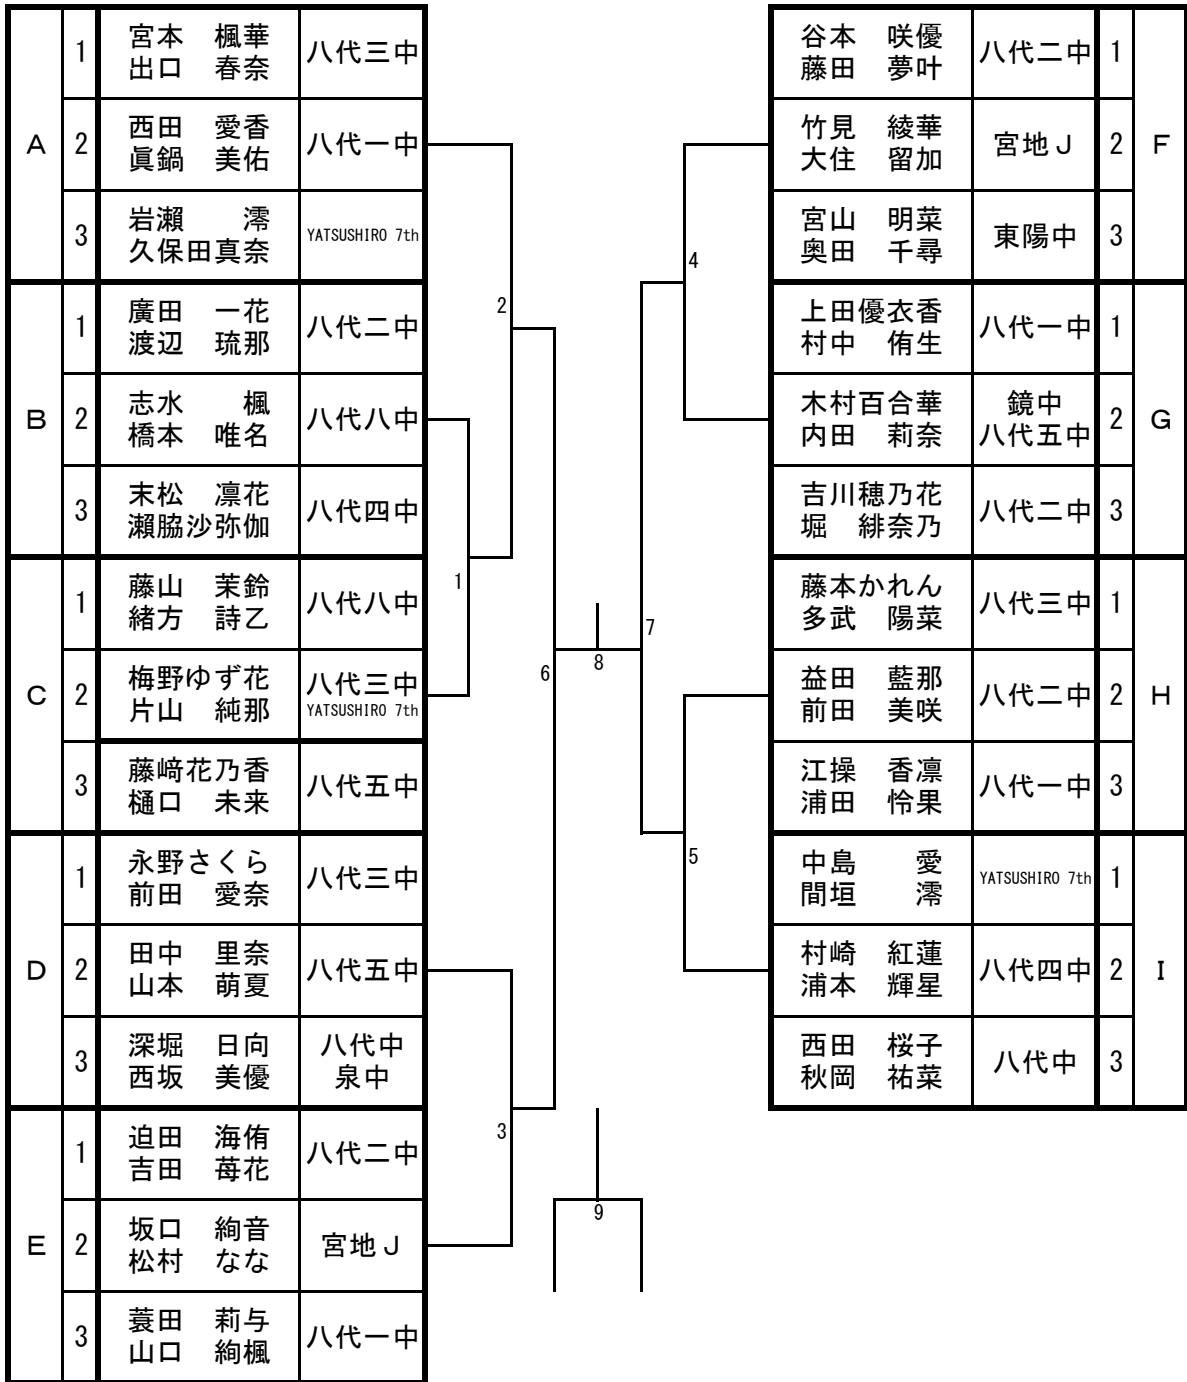 A
1
宮本　楓華
出口　春奈
八代三中
2
西田　愛香
眞鍋　美佑
八代一中
3
岩瀬　　澪
久保田真奈
YATSUSHIRO 7th
B
1
廣田　一花
渡辺　琉那
八代二中
2
志水　　楓
橋本　唯名
八代八中
3
末松　凛花
瀬脇沙弥伽
八代四中
C
1
藤山　茉鈴
緒方　詩乙
八代八中
2
梅野ゆず花
片山　純那
八代三中
YATSUSHIRO 7th
3
藤﨑花乃香
樋口　未来
八代五中
D
1
永野さくら
前田　愛奈
八代三中
2
田中　里奈
山本　萌夏
八代五中
3
深堀　日向
西坂　美優
八代中
泉中
E
1
迫田　海侑
吉田　苺花
八代二中
2
坂口　絢音
松村　なな
宮地J
3
蓑田　莉与
山口　絢楓
八代一中
2
1
6
3
8
9
7
4
5
谷本　咲優
藤田　夢叶
八代二中
1
F
竹見　綾華
大住　留加
宮地J
2
宮山　明菜
奥田　千尋
東陽中
3
上田優衣香
村中　侑生
八代一中
1
G
木村百合華
内田　莉奈
鏡中
八代五中
2
吉川穂乃花
堀　緋奈乃
八代二中
3
藤本かれん
多武　陽菜
八代三中
1
H
益田　藍那
前田　美咲
八代二中
2
江操　香凛
浦田　怜果
八代一中
3
中島　　愛
間垣　　澪
YATSUSHIRO 7th
1
I
村崎　紅蓮
浦本　輝星
八代四中
2
西田　桜子
秋岡　祐菜
八代中
3